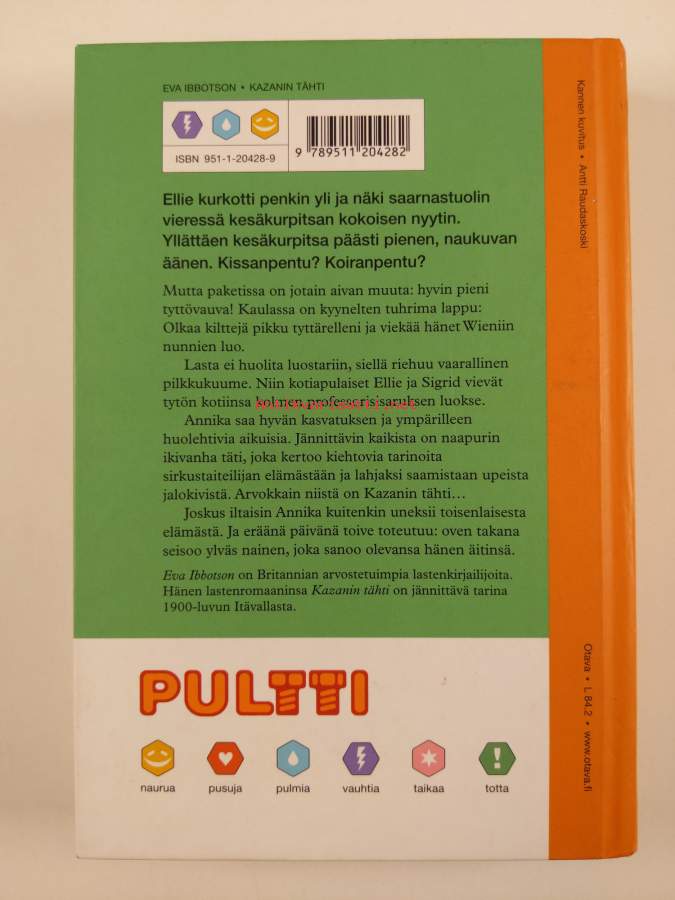 EVA IBBOTSON • KAZANIN TÄHTI
ISBN 951-1-20428-9
9 789511 204282
Ellie kurkotti penkin yli ja näki saarnastuolin
vieressä kesäkurpitsan kokoisen nyytin.
Yllättäen kesäkurpitsa päästi pienen, naukuvan
äänen. Kissanpentu? Koiranpentu?
Mutta paketissa on jotain aivan muuta: hyvin pieni
tyttövauva! Kaulassa on kyynelten tuhrima lappu:
Olkaa kilttejä pikku tyttärelleni ja viekää hänet Wieniin
nunnien luo.
Lasta ei huolita luostariin, siellä riehuu vaarallinen
pilkkukuume. Niin kotiapulaiset Ellie ja Sigrid vievät
tytön kotiinsa kolmen professorisisaruksen luokse.
Annika saa hyvän kasvatuksen ja ympärilleen
huolehtivia aikuisia. Jännittävin kaikista on naapurin
ikivanha täti, joka kertoo kiehtovia tarinoita
sirkustaiteilijan elämästään ja lahjaksi saamistaan upeista
jalokivistä. Arvokkain niistä on Kazanin tähti...
Joskus iltaisin Annika kuitenkin uneksii toisenlaisesta
elämästä. Ja eräänä päivänä toive toteutuu: oven takana
seisoo ylväs nainen, joka sanoo olevansa hänen äitinsä.
Eva Ibbotson on Britannian arvostetuimpia lastenkirjailijoita.
Hänen lastenromaaninsa Kazanin tähti on jännittävä tarina
1900-luvun Itävallasta.
PULTTI
naurua
pusuja
pulmia
vauhtia
taikaa
totta
Kannen kuvitus • Antti Raudaskoski
Otava • L 84.2 • www.otava.fi